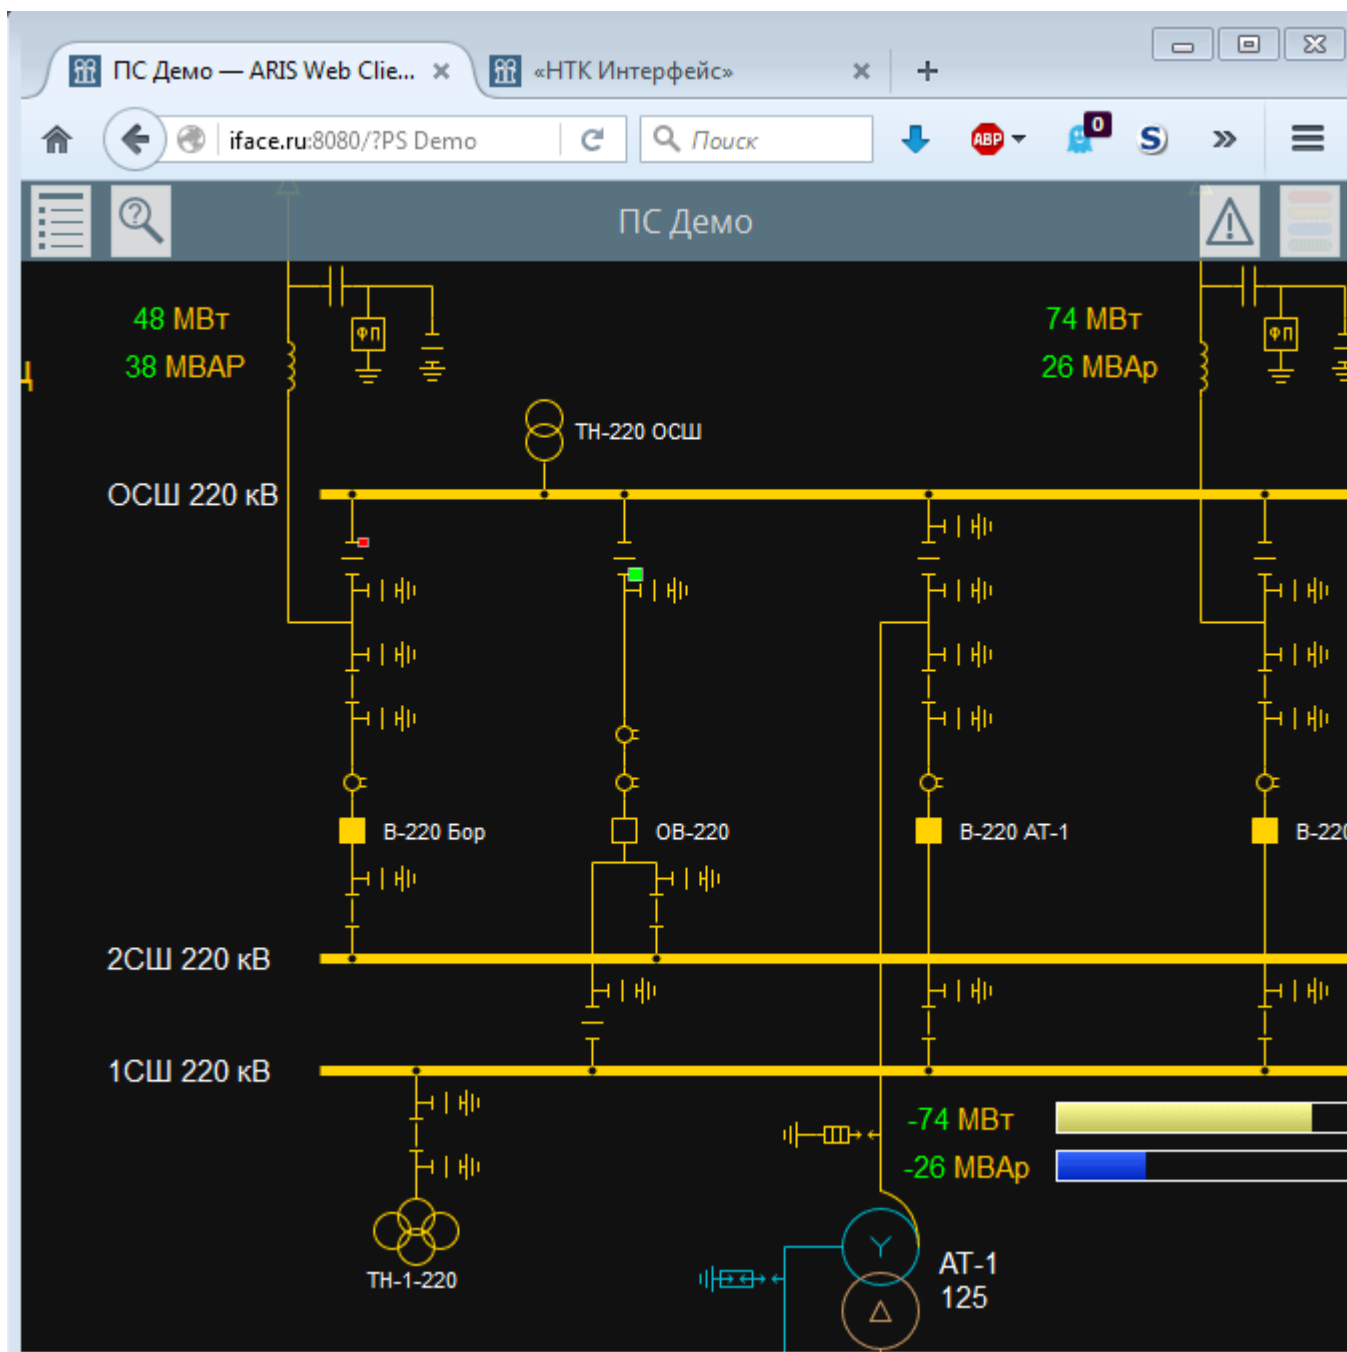 ПС Демо — ARIS Web Clie...
«НТК Интерфейс»
iface.ru:8080/?PS Demo
Поиск
ABP
0
S
ПС Демо
48 МВт
74 МВт
ФП
ФП
38 МВАР
26 МВАр
ТН-220 ОСШ
ОСШ 220 кВ
В-220 Бор
ОВ-220
В-220 АТ-1
В-220
2СШ 220 кВ
1СШ 220 кВ
-74 МВт
-26 МВАр
АТ-1
125
ТН-1-220